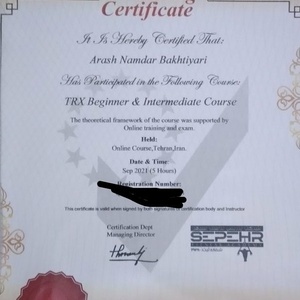 Certificate
It Is Hereby Certified That:
Arash Namdar Bakhtiyari
Has Participated in the Following Course:
TRX Beginner & Intermediate Course
The theoretical framework of the course was supported by
Online training and exam.
Held:
Online Course,Tehran,Iran.
Date & Time:
Sep 2021 (5 Hours)
Registration Number:
This certificate is valid when signed by both signatures of certification body and instructor
Certification Dept
Managing Director
SEPEHR